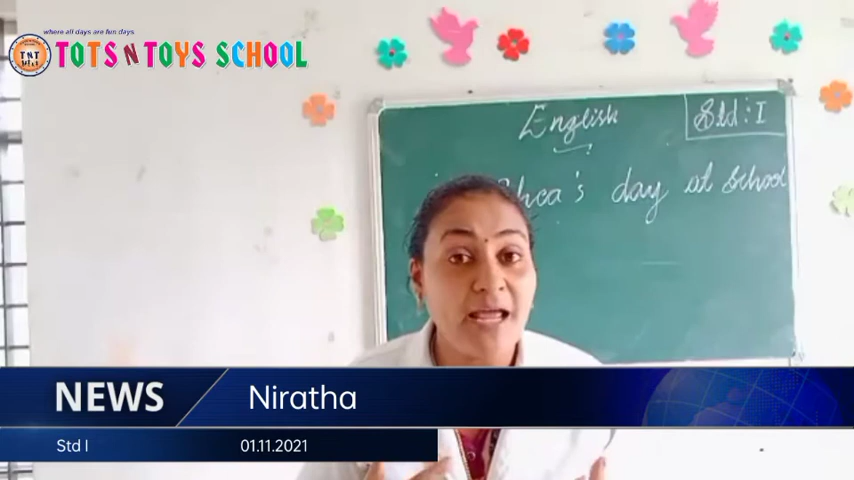 where all days are fun days
TNT
TOTS N TOYS SCHOOL
English
Std : I
day at school
NEWS
Niratha
Std I
01.11.2021